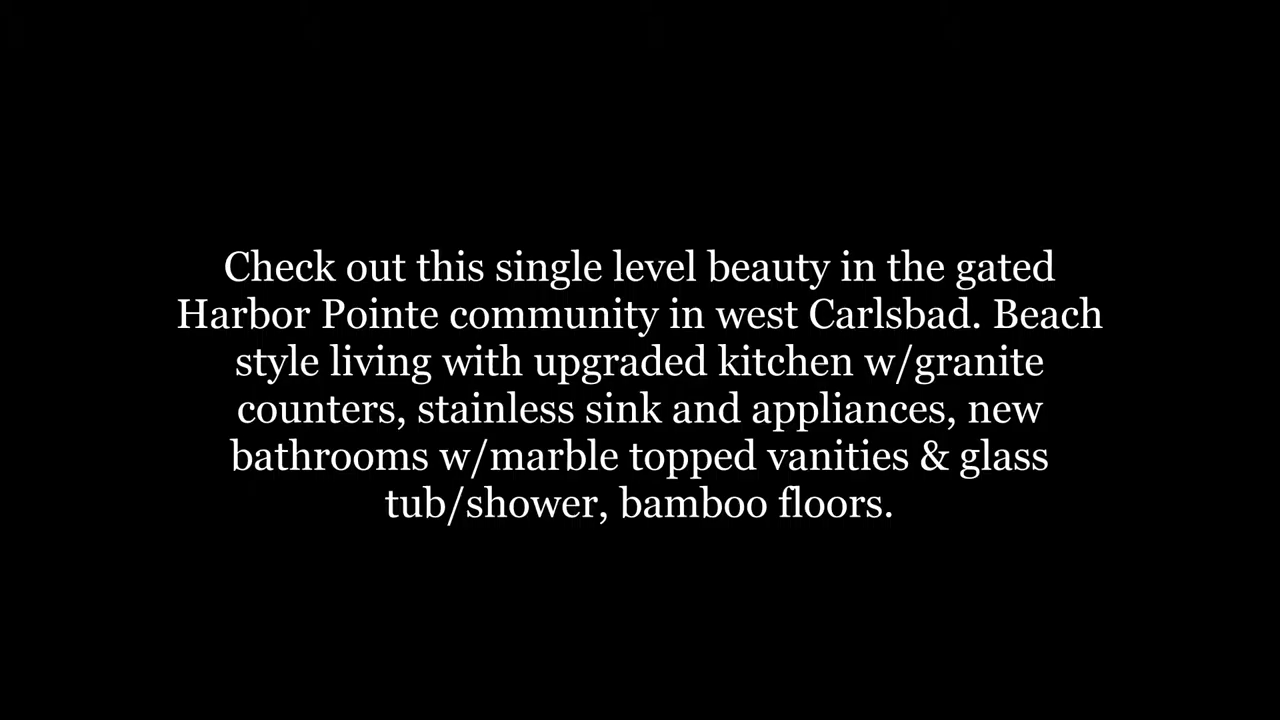 Check out this single level beauty in the gated
Harbor Pointe community in west Carlsbad. Beach
style living with upgraded kitchen w/granite
counters, stainless sink and appliances, new
bathrooms w/marble topped vanities & glass
tub/shower, bamboo floors.